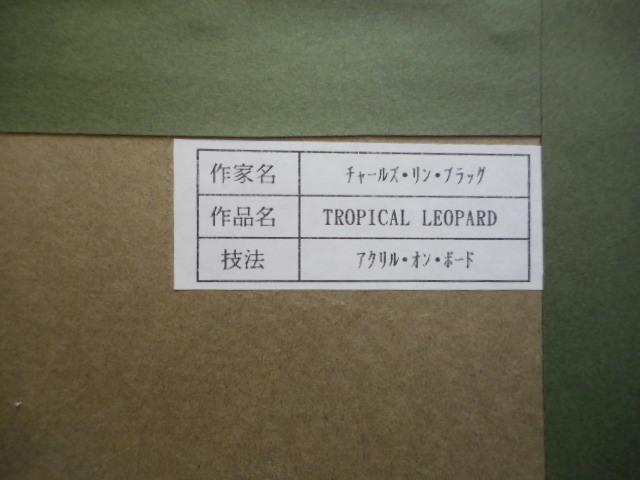 作家名 チャールズ・リン・ブラッグ
作品名 TROPICAL LEOPARD
技法 アクリル・オン・ボード